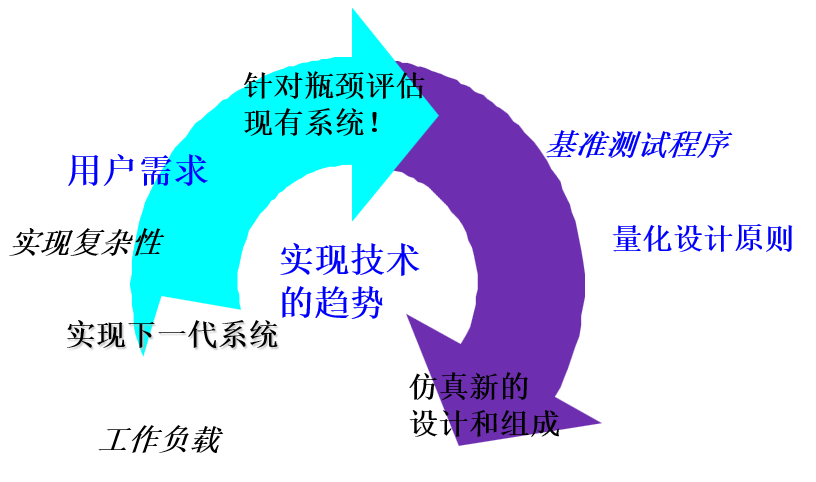 针对瓶颈评估
现有系统！
基准测试程序
用户需求
实现复杂性
量化设计原则
实现技术
的趋势
实现下一代系统
仿真新的
设计和组成
工作负载